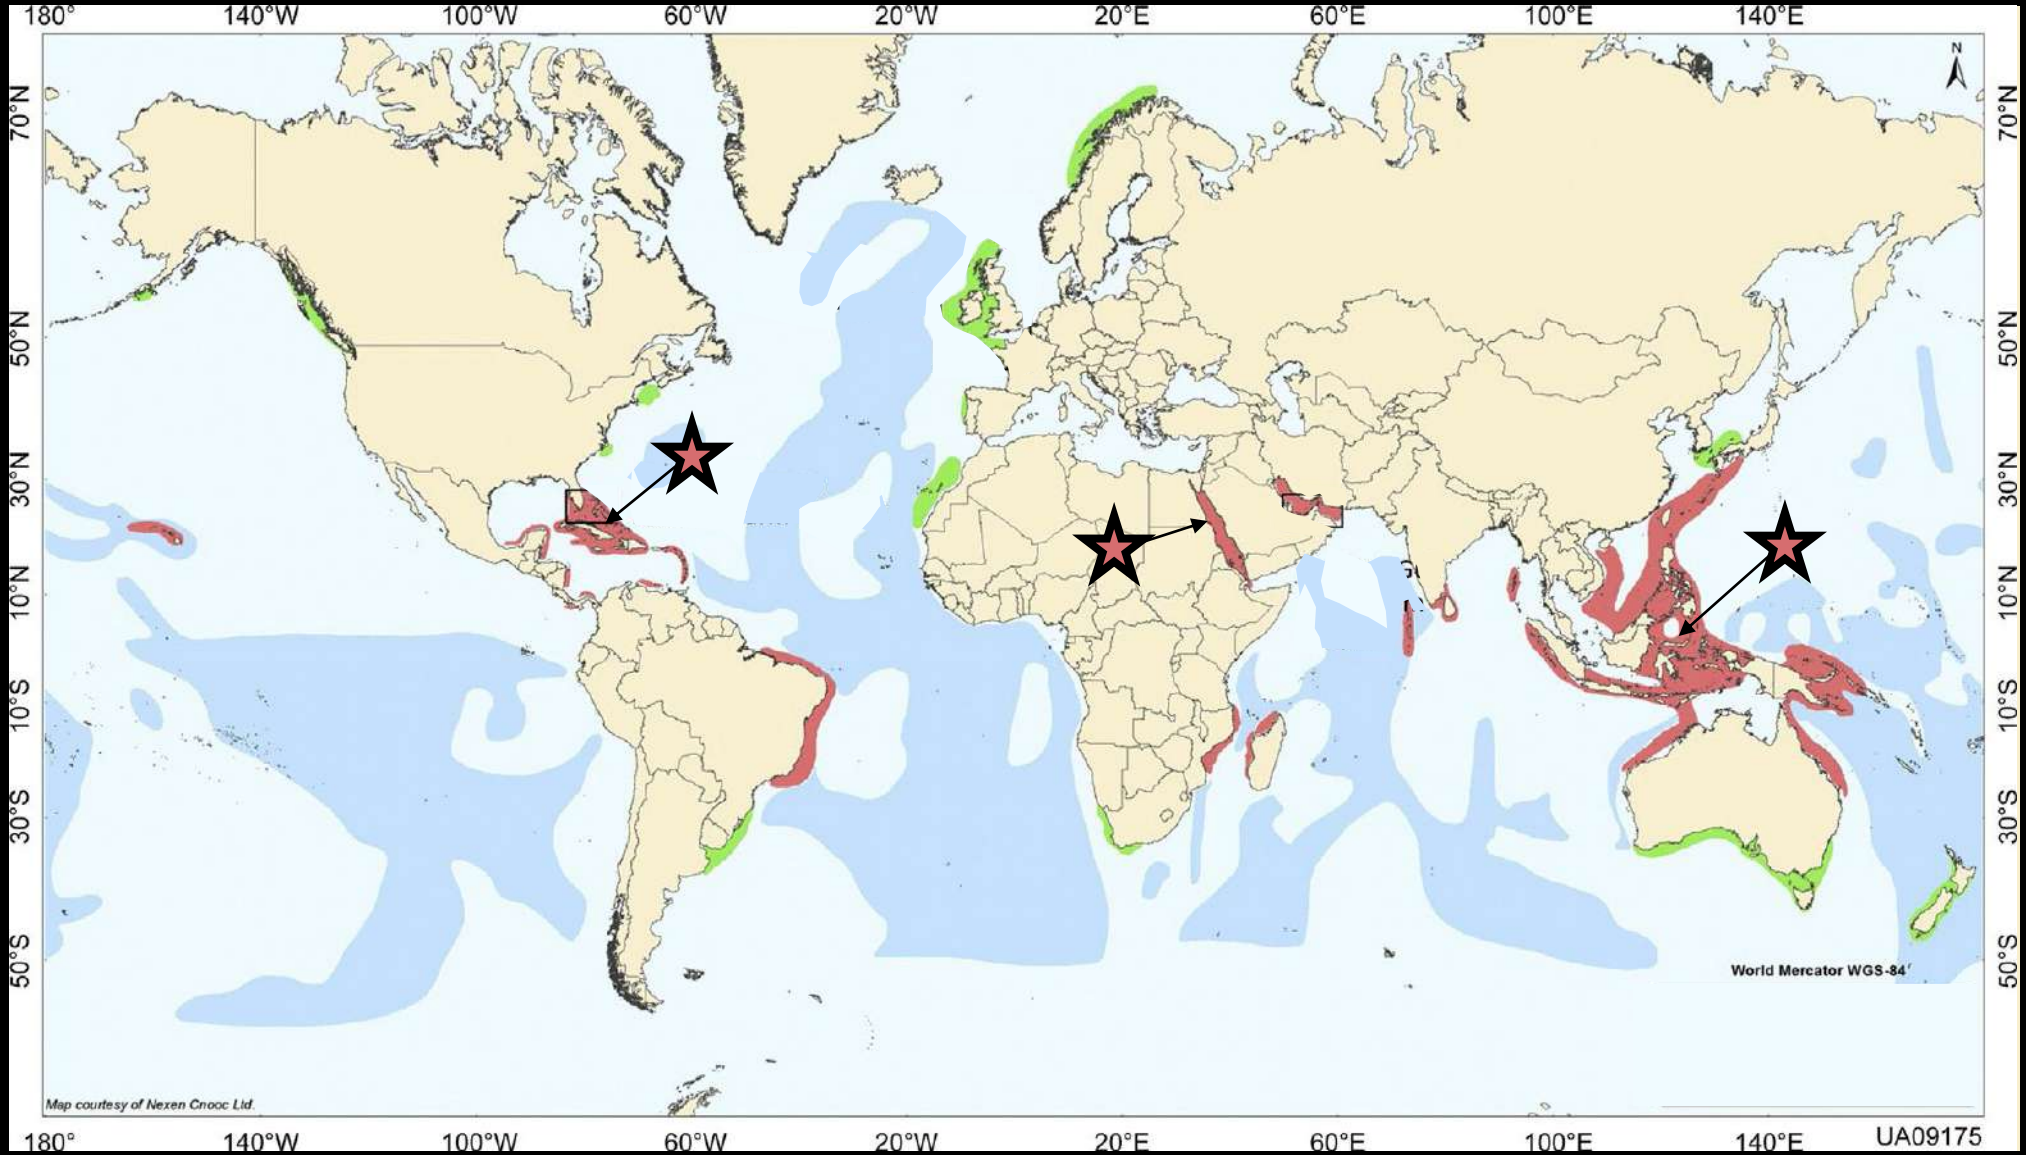 180° 140°W 100°W 60°W 20°W 20°E 60°E 100°E 140°E
N
70°N 70°N
50°N 50°N
30°N 30°N
10°N 10°N
10°S 10°S
30°S 30°S
50°S 50°S
World Mercator WGS-84
Map courtesy of Nexen Cnooc Ltd.
180° 140°W 100°W 60°W 20°W 20°E 60°E 100°E 140°E
UA09175